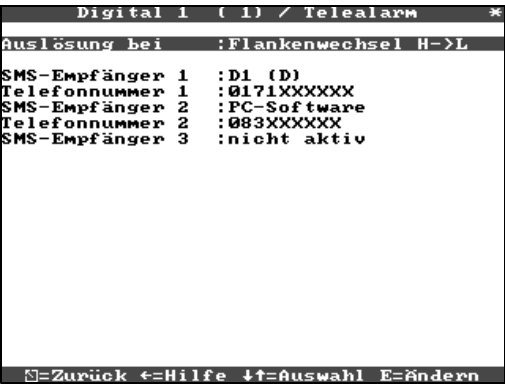 Digital 1 ( 1) / Telealarm *
Auslösung bei :Flankenwechsel H->L
SMS-Empfänger 1 :D1 (D)
Telefonnummer 1 :0171XXXXXX
SMS-Empfänger 2 :PC-Software
Telefonnummer 2 :083XXXXXX
SMS-Empfänger 3 :nicht aktiv
=Zurück ←=Hilfe ↓↑=Auswahl E=Ändern